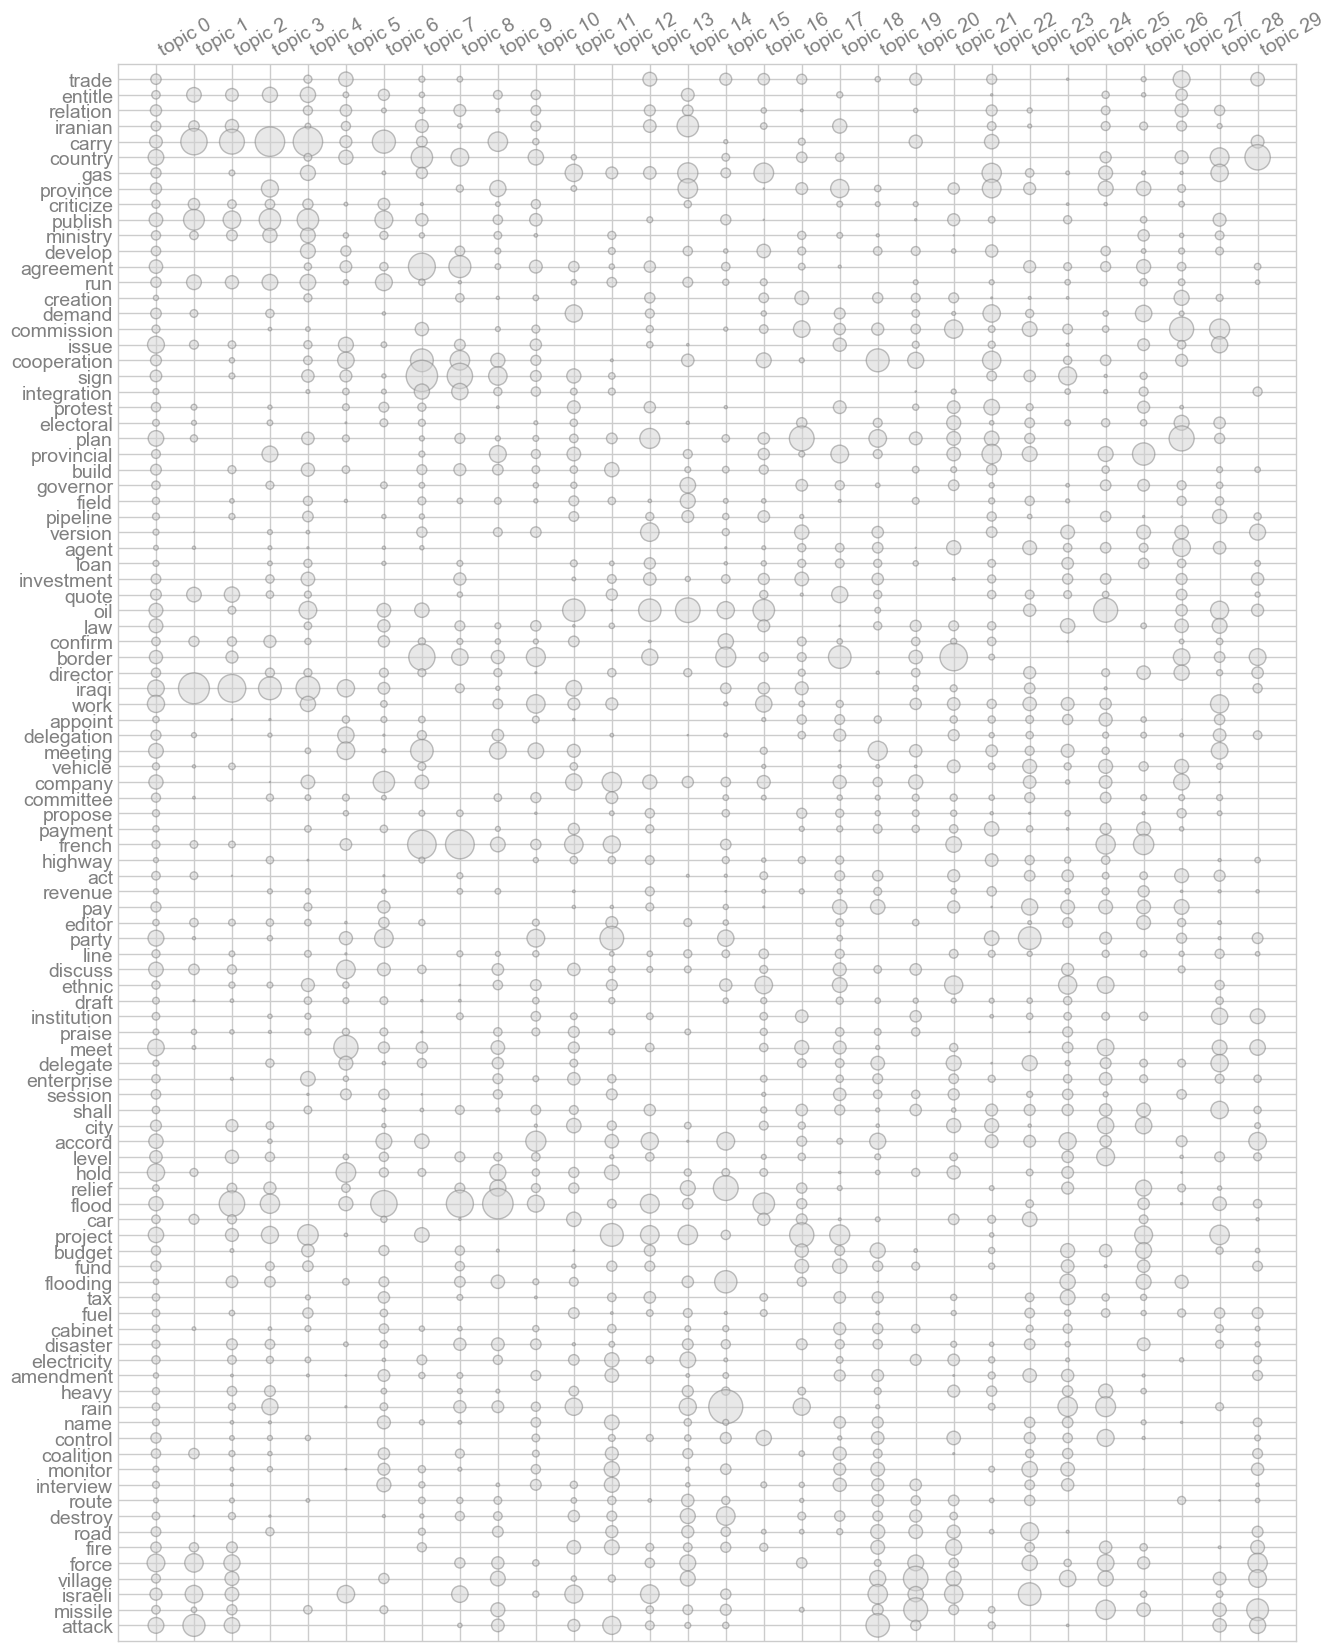 topic 0 topic 1 topic 2 topic 3 topic 4 topic 5 topic 6 topic 7 topic 8 topic 9 topic 10 topic 11 topic 12 topic 13 topic 14 topic 15 topic 16 topic 17 topic 18 topic 19 topic 20 topic 21 topic 22 topic 23 topic 24 topic 25 topic 26 topic 27 topic 28 topic 29
trade
entitle
relation
iranian
carry
country
gas
province
criticize
publish
ministry
develop
agreement
run
creation
demand
commission
issue
cooperation
sign
integration
protest
electoral
plan
provincial
build
governor
field
pipeline
version
agent
loan
investment
quote
oil
law
confirm
border
director
iraqi
work
appoint
delegation
meeting
vehicle
company
committee
propose
payment
french
highway
act
revenue
pay
editor
party
line
discuss
ethnic
draft
institution
praise
meet
delegate
enterprise
session
shall
city
accord
level
hold
relief
flood
car
project
budget
fund
flooding
tax
fuel
cabinet
disaster
electricity
amendment
heavy
rain
name
control
coalition
monitor
interview
route
destroy
road
fire
force
village
israeli
missile
attack